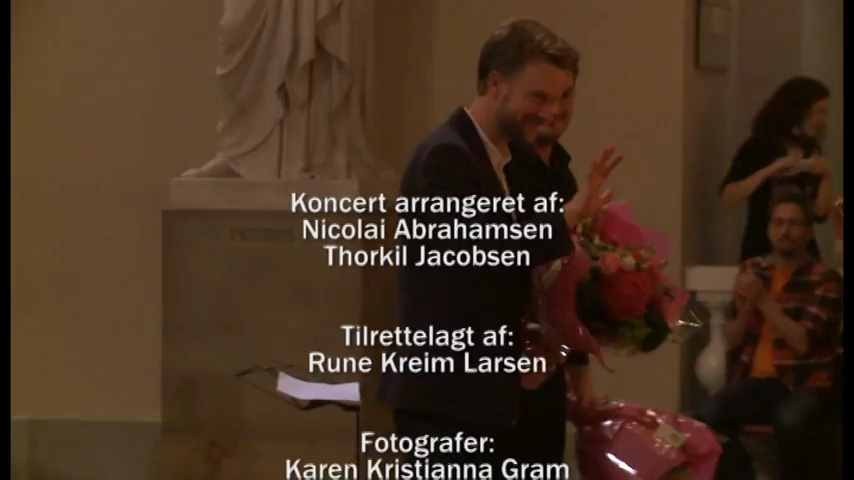 Koncert arrangeret af:
Nicolai Abrahamsen
Thorkil Jacobsen
Tilrettelagt af:
Rune Kreim Larsen
Fotografer:
Karen Kristianna Gram